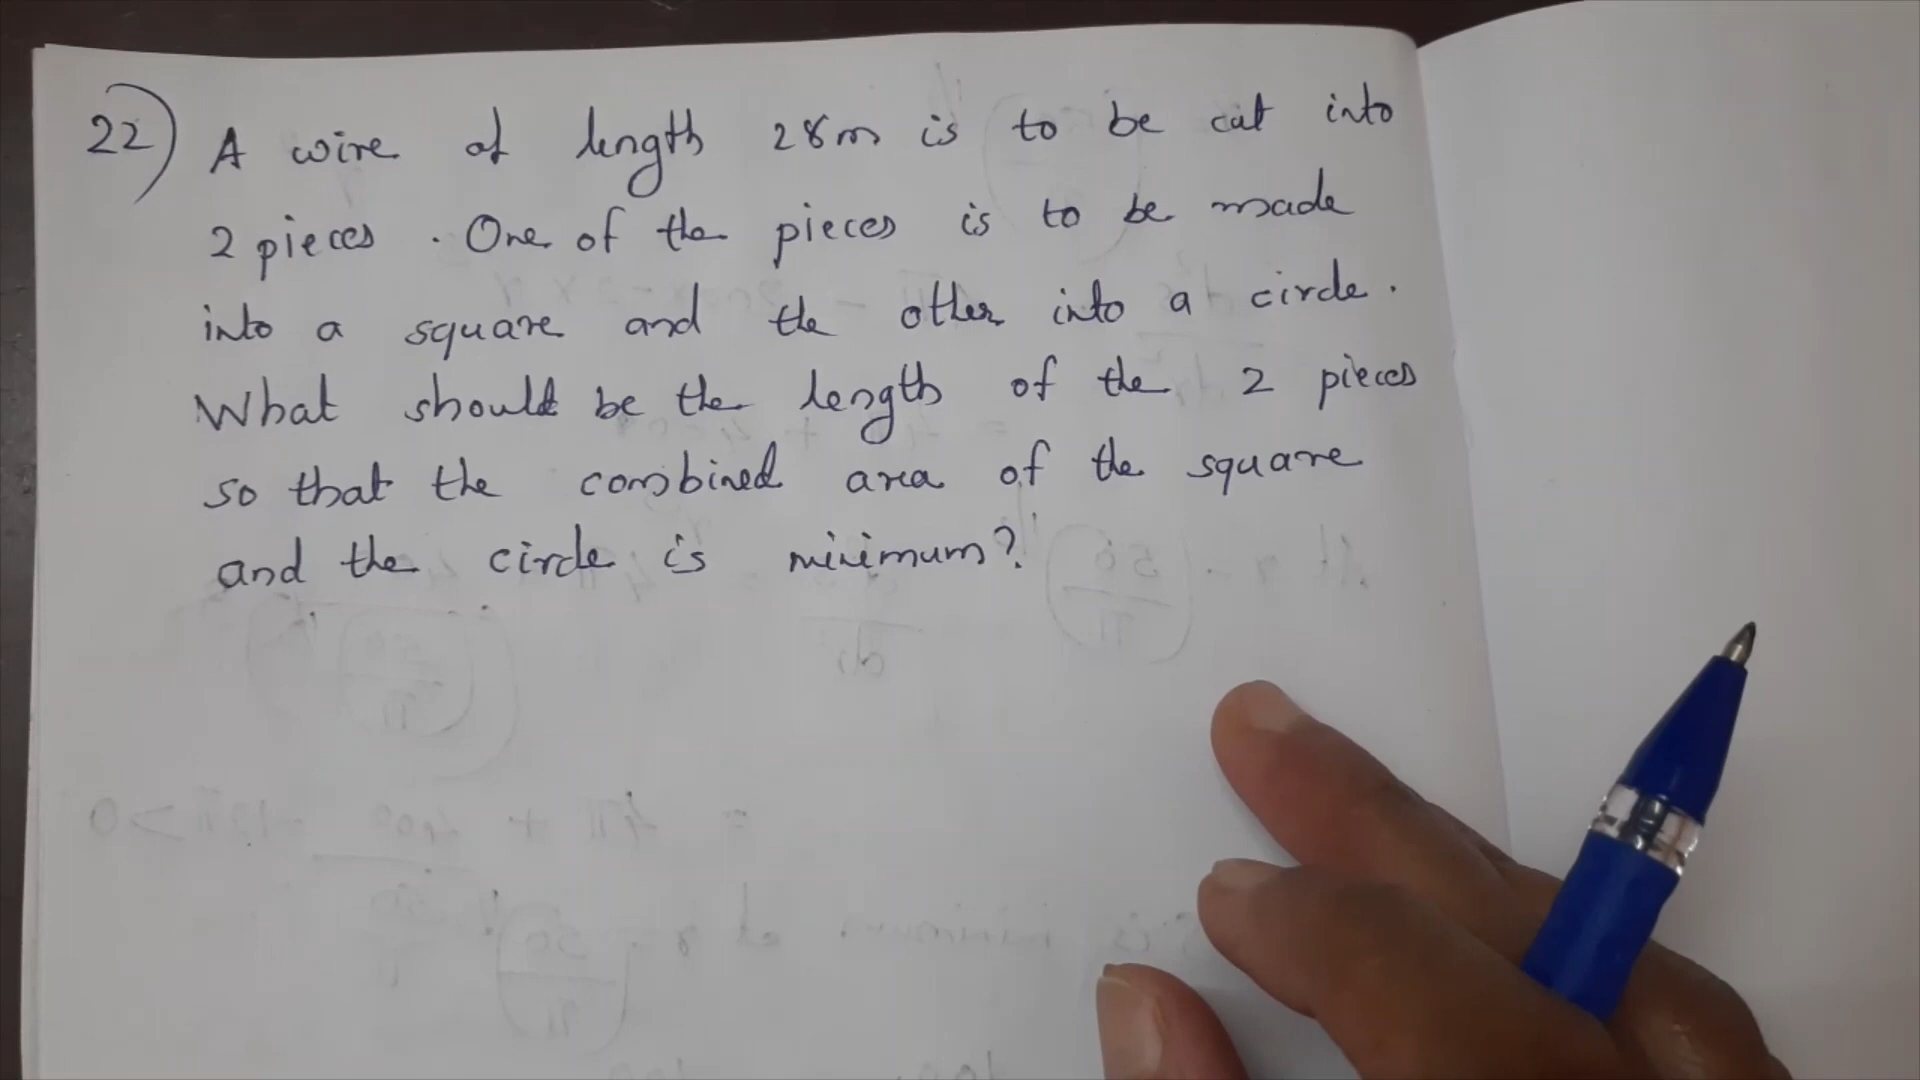 22) A wire of length 28m is to be cut into
2 pieces. One of the pieces is to be made
into a square and the other into a circle.
What should be the length of the 2 pieces
so that the combined area of the square
and the circle is minimum?